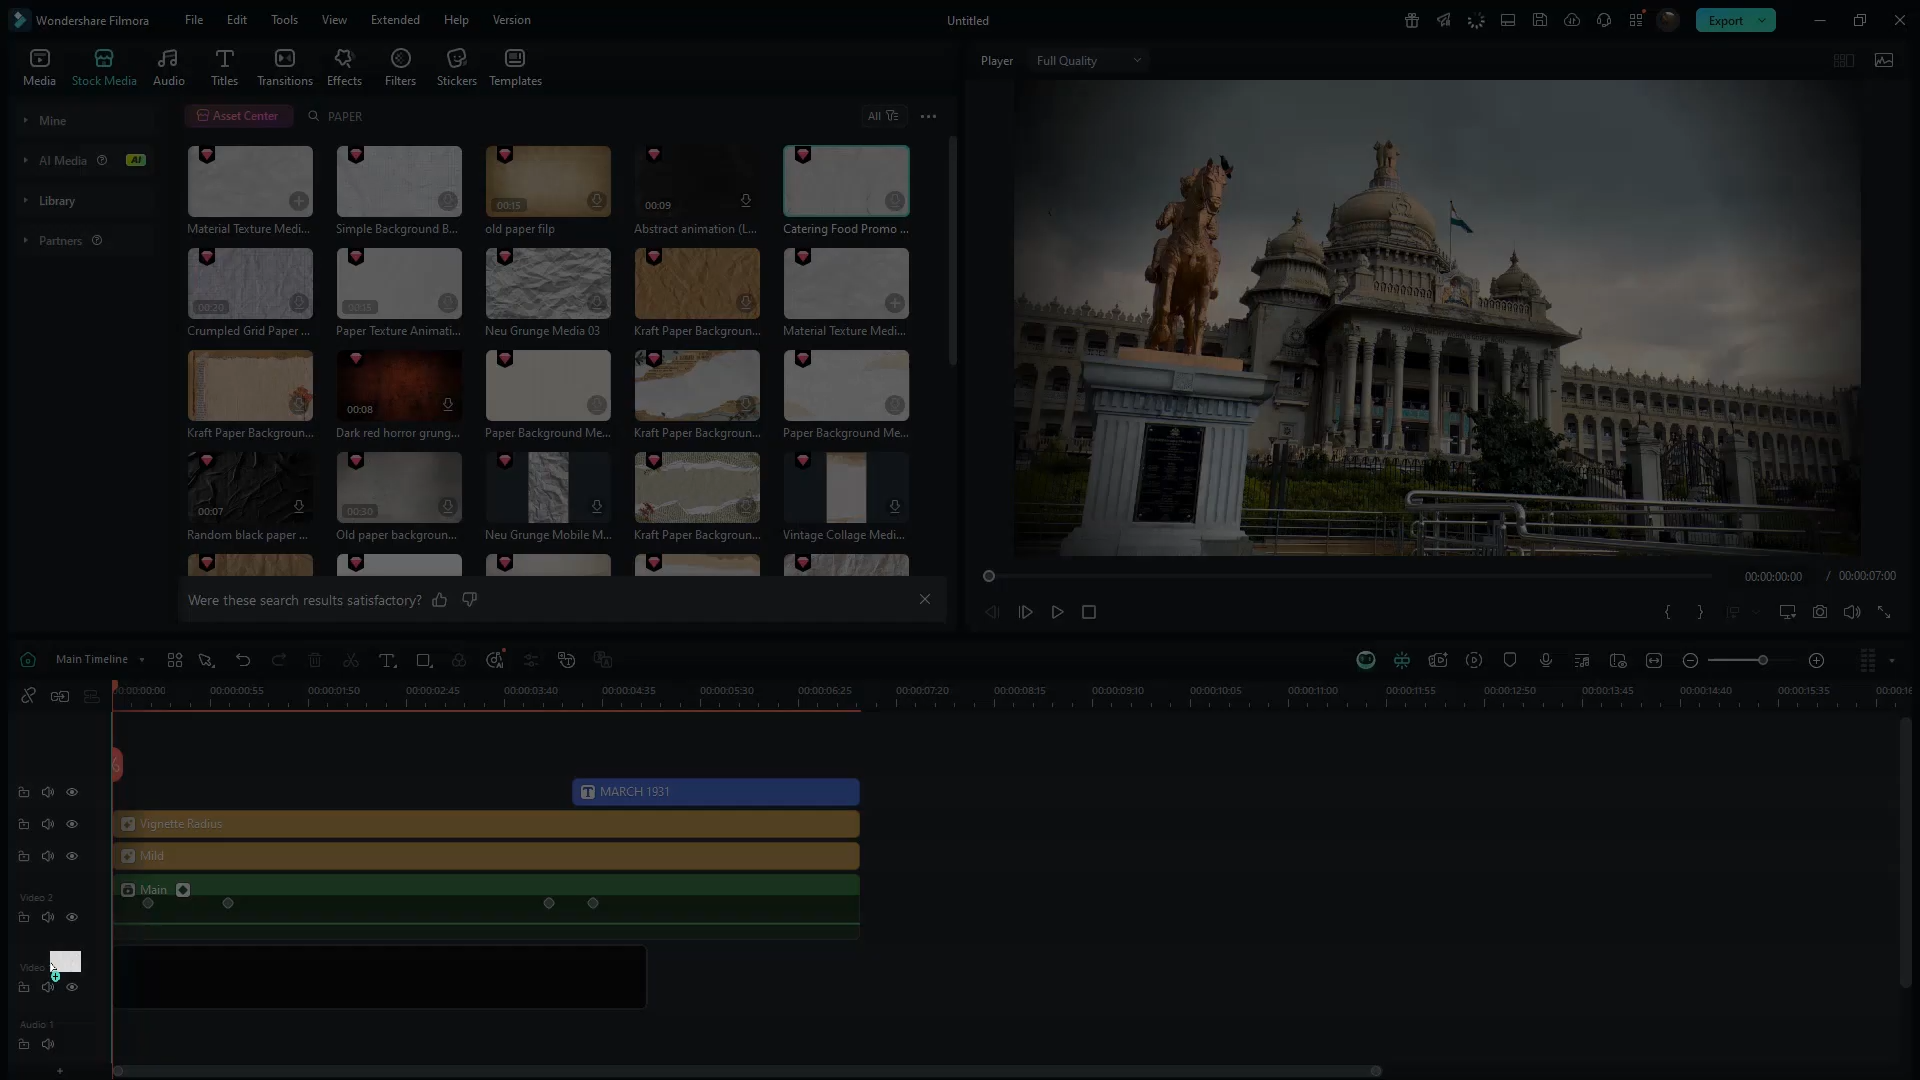 Wondershare Filmora
File
Edit
Tools
View
Extended
Help
Version
Untitled
Export
Media
Stock Media
Audio
Titles
Transitions
Effects
Filters
Stickers
Templates
Player
Full Quality
Mine
AI Media
AI
Library
Partners
Asset Center
PAPER
All
00:15
00:09
Material Texture Medi...
Simple Background B...
old paper filp
Abstract animation (L...
Catering Food Promo ...
00:20
00:15
Crumpled Grid Paper ...
Paper Texture Animati...
Neu Grunge Media 03
Kraft Paper Backgroun...
Material Texture Medi...
00:08
Kraft Paper Backgroun...
Dark red horror grung...
Paper Background Me...
Kraft Paper Backgroun...
Paper Background Me...
00:07
00:30
Random black paper ...
Old paper backgroun...
Neu Grunge Mobile M...
Kraft Paper Backgroun...
Vintage Collage Medi...
Were these search results satisfactory?
00:00:00:00 / 00:00:07:00
Main Timeline
00:00:00:00
00:00:00:55
00:00:01:50
00:00:02:45
00:00:03:40
00:00:04:35
00:00:05:30
00:00:06:25
00:00:07:20
00:00:08:15
00:00:09:10
00:00:10:05
00:00:11:00
00:00:11:55
00:00:12:50
00:00:13:45
00:00:14:40
00:00:15:35
MARCH 1931
Vignette Radius
Mild
Main
Video 2
Video
Audio 1